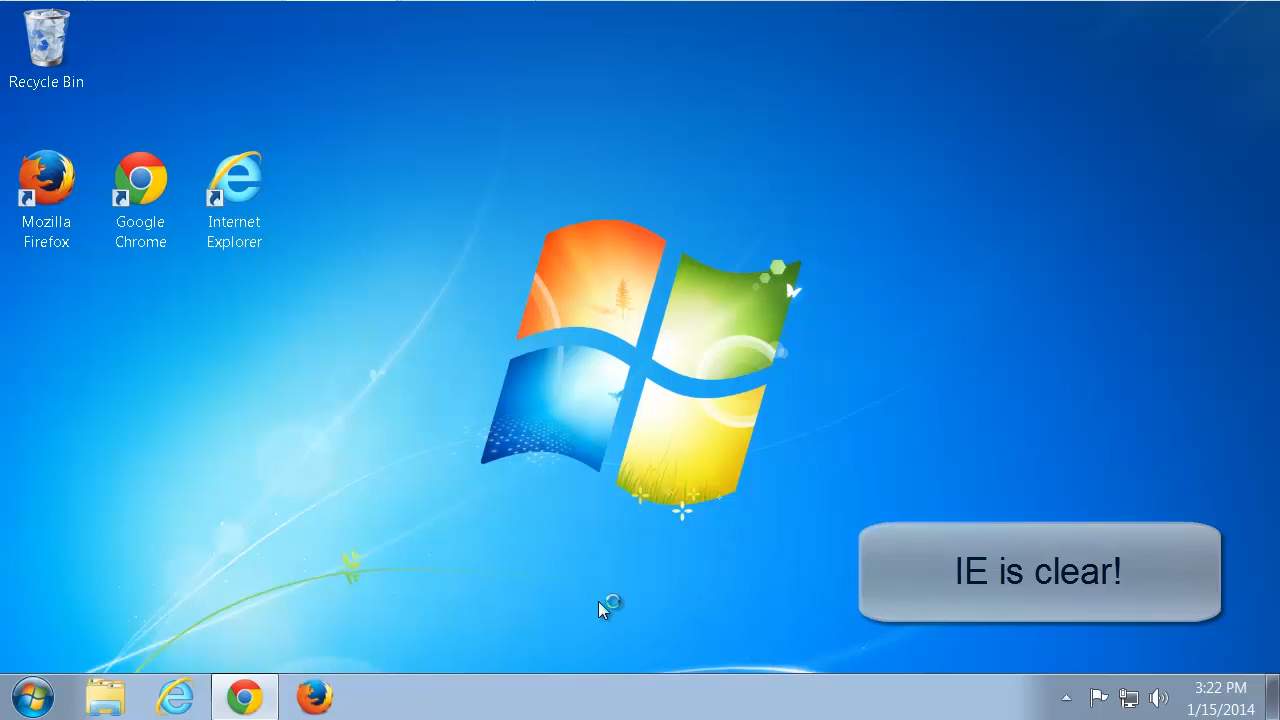 Recycle Bin
Mozilla
Firefox
Google
Chrome
Internet
Explorer
IE is clear!
3:22 PM
1/15/2014